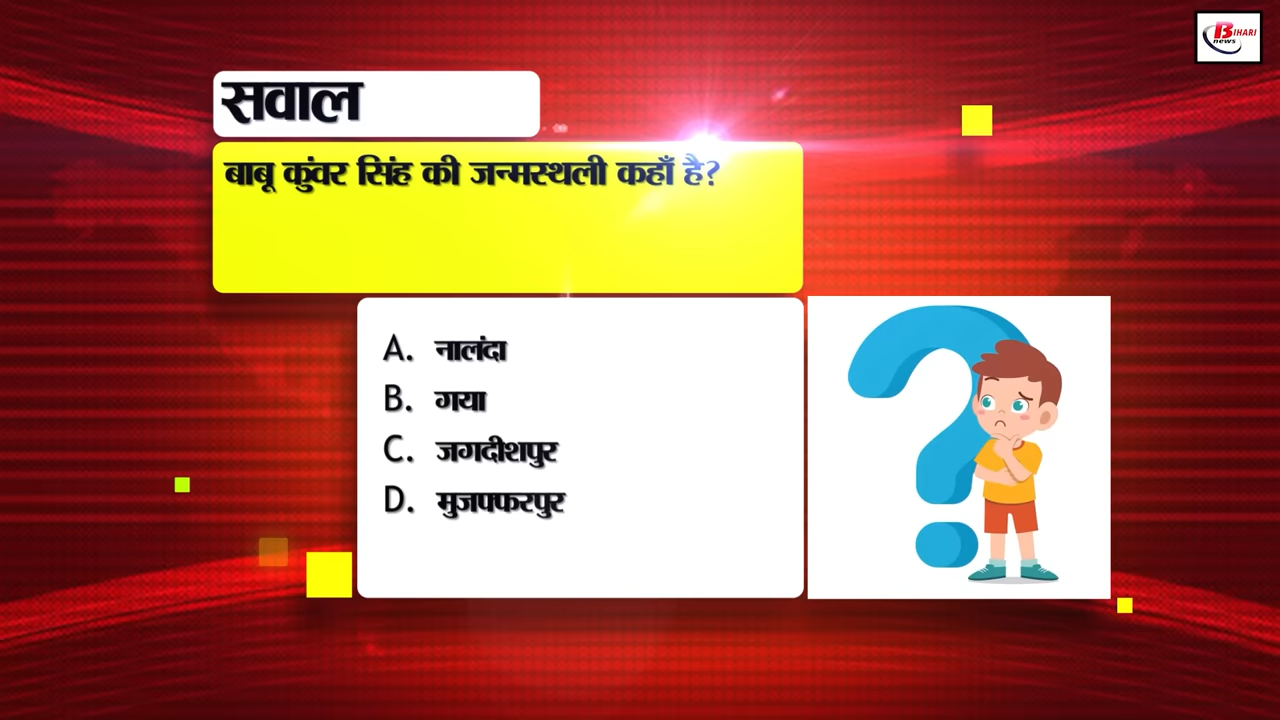 BIHARI
news
सवाल
बाबू कुंवर सिंह की जन्मस्थली कहाँ है?
A. नालंदा
B. गया
C. जगदीशपुर
D. मुजफ्फरपुर